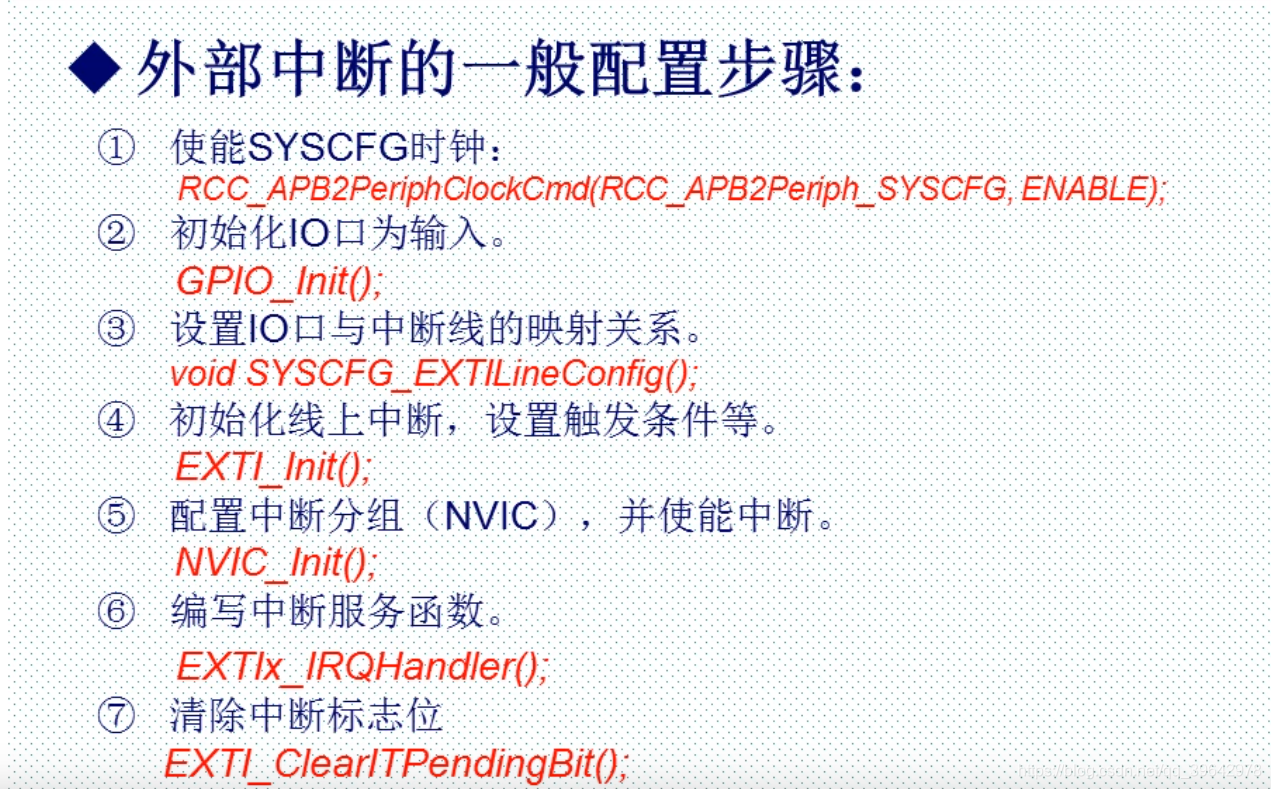 ◆外部中断的一般配置步骤：
① 使能SYSCFG时钟：
RCC_APB2PeriphClockCmd(RCC_APB2Periph_SYSCFG, ENABLE);
② 初始化IO口为输入。
GPIO_Init();
③ 设置IO口与中断线的映射关系。
void SYSCFG_EXTILineConfig();
④ 初始化线上中断，设置触发条件等。
EXTI_Init();
⑤ 配置中断分组（NVIC），并使能中断。
NVIC_Init();
⑥ 编写中断服务函数。
EXTIx_IRQHandler();
⑦ 清除中断标志位
EXTI_ClearITPendingBit();